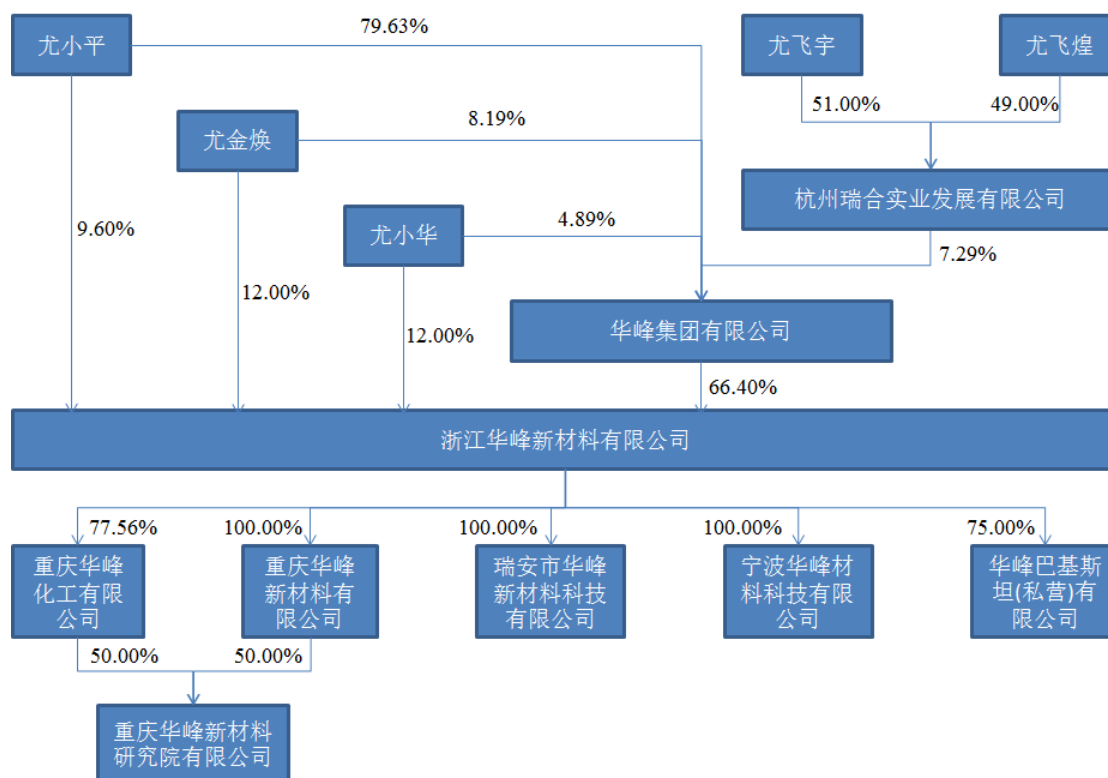 79.63%
尤小平
尤飞宇
尤飞煌
51.00%
49.00%
8.19%
尤金焕
杭州瑞合实业发展有限公司
4.89%
9.60%
尤小华
7.29%
12.00%
12.00%
华峰集团有限公司
66.40%
浙江华峰新材料有限公司
77.56%
100.00%
100.00%
100.00%
75.00%
重庆华峰
化工有限
公司
重庆华峰
新材料有
限公司
瑞安市华峰
新材料科技
有限公司
宁波华峰材
料科技有限
公司
华峰巴基斯
坦(私营)有
限公司
50.00%
50.00%
重庆华峰新材料
研究院有限公司